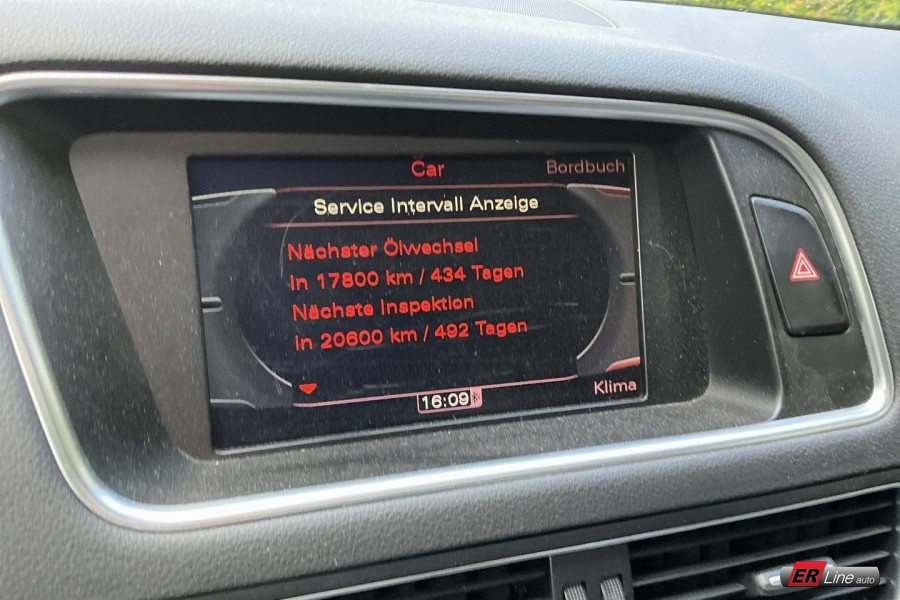 Car
Bordbuch
Service Intervall Anzeige
Nächster Ölwechsel
in 17800 km / 434 Tagen
Nächste Inspektion
in 20600 km / 492 Tagen
16:09
Klima
ER Line auto